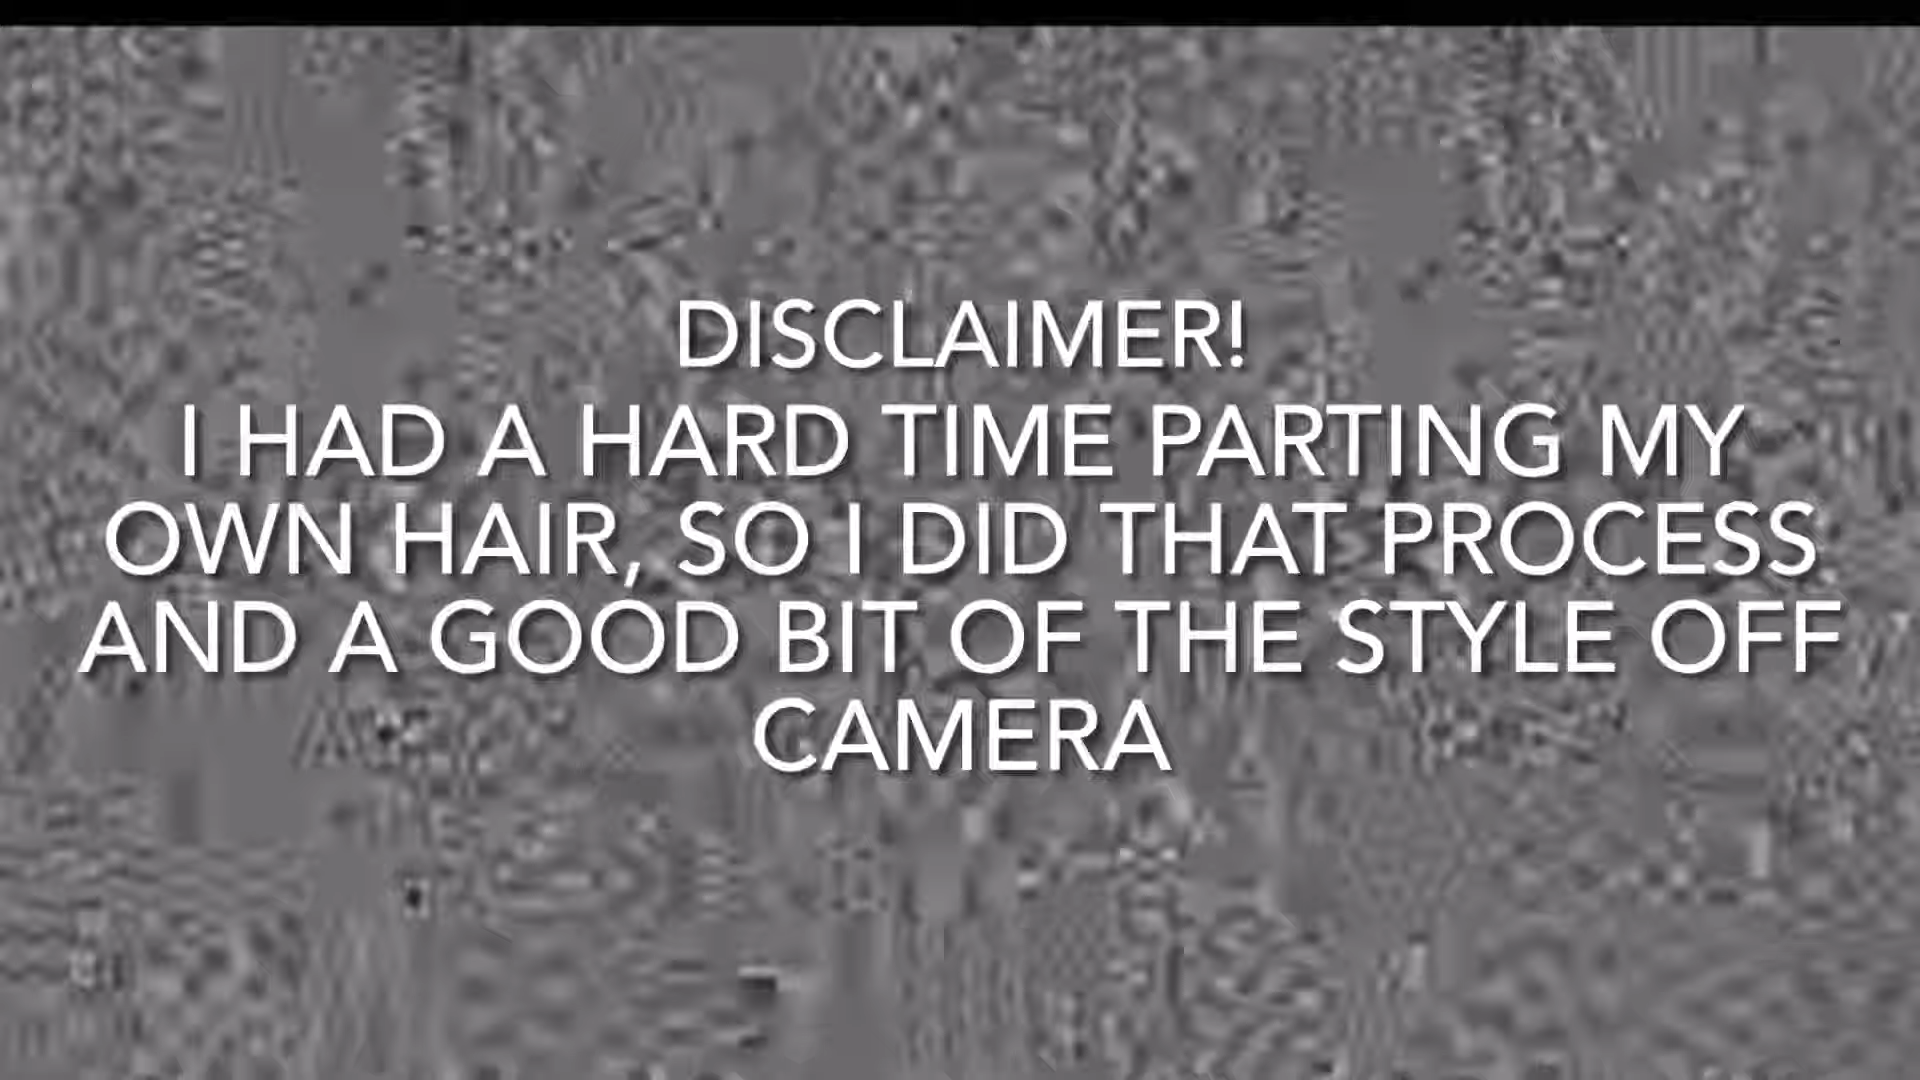 DISCLAIMER!
I HAD A HARD TIME PARTING MY
OWN HAIR, SO I DID THAT PROCESS
AND A GOOD BIT OF THE STYLE OFF
CAMERA